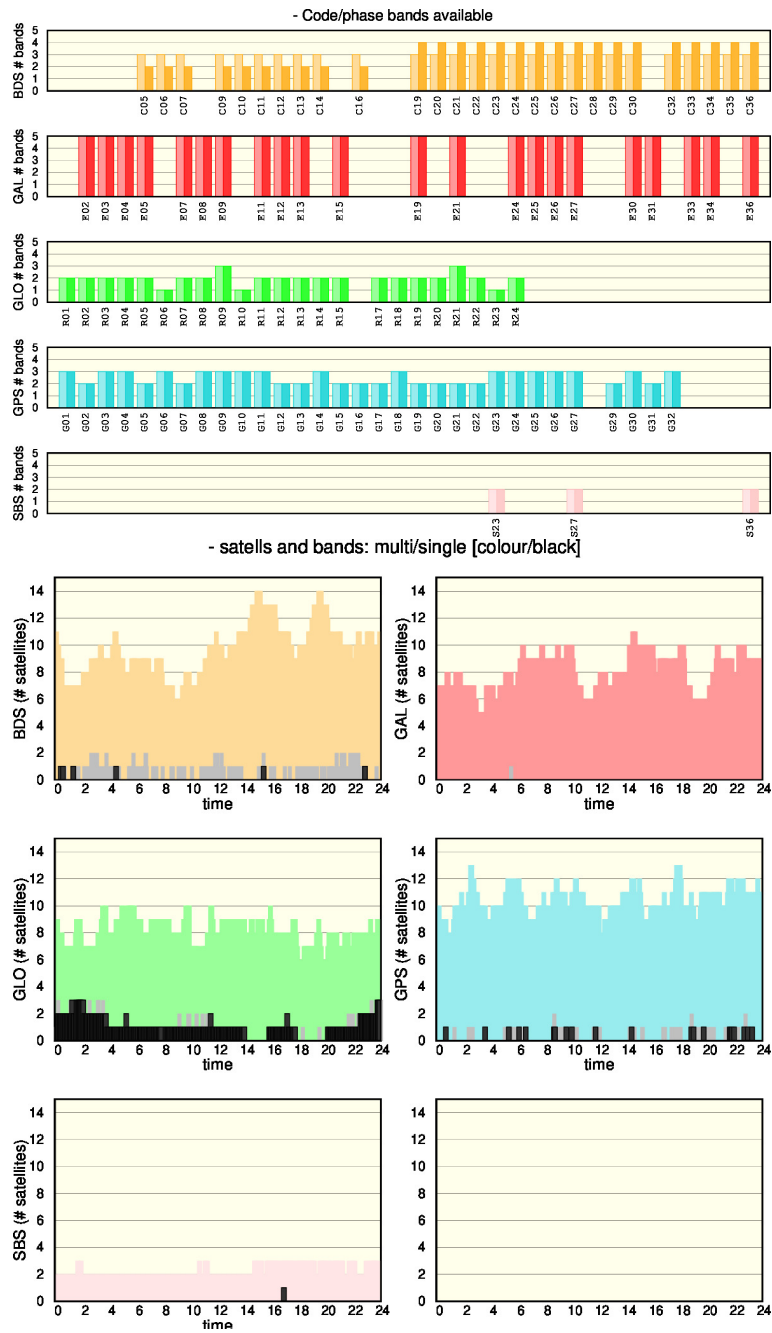 - Code/phase bands available
BDS # bands
5
4
3
2
1
0
C05 C06 C07 C09 C10 C11 C12 C13 C14 C16 C19 C20 C21 C22 C23 C24 C25 C26 C27 C28 C29 C30 C32 C33 C34 C35 C36
GAL # bands
5
4
3
2
1
0
E02 E03 E04 E05 E07 E08 E09 E11 E12 E13 E15 E19 E21 E24 E25 E26 E27 E30 E31 E33 E34 E36
GLO # bands
5
4
3
2
1
0
R01 R02 R03 R04 R05 R06 R07 R08 R09 R10 R11 R12 R13 R14 R15 R17 R18 R19 R20 R21 R22 R23 R24
GPS # bands
5
4
3
2
1
0
G01 G02 G03 G04 G05 G06 G07 G08 G09 G10 G11 G12 G13 G14 G15 G16 G17 G18 G19 G20 G21 G22 G23 G24 G25 G26 G27 G29 G30 G31 G32
SBS # bands
5
4
3
2
1
0
S23 S27 S36
- satells and bands: multi/single [colour/black]
BDS (# satellites)
14
12
10
8
6
4
2
0
0 2 4 6 8 10 12 14 16 18 20 22 24
time
GAL (# satellites)
14
12
10
8
6
4
2
0
0 2 4 6 8 10 12 14 16 18 20 22 24
time
GLO (# satellites)
14
12
10
8
6
4
2
0
0 2 4 6 8 10 12 14 16 18 20 22 24
time
GPS (# satellites)
14
12
10
8
6
4
2
0
0 2 4 6 8 10 12 14 16 18 20 22 24
time
SBS (# satellites)
14
12
10
8
6
4
2
0
0 2 4 6 8 10 12 14 16 18 20 22 24
time
14
12
10
8
6
4
2
0
0 2 4 6 8 10 12 14 16 18 20 22 24